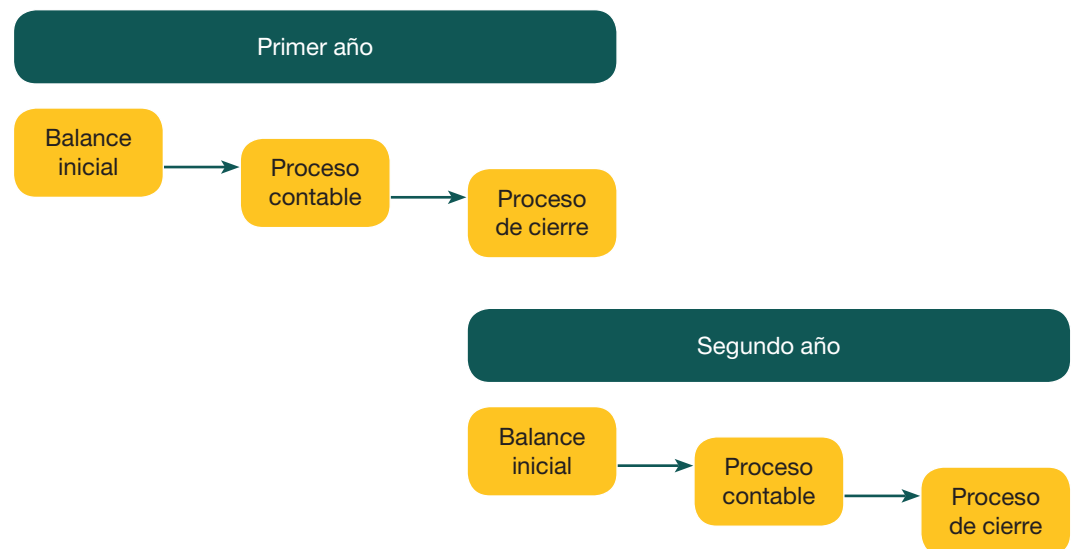 Primer año
Balance
inicial
Proceso
contable
Proceso
de cierre
Segundo año
Balance
inicial
Proceso
contable
Proceso
de cierre